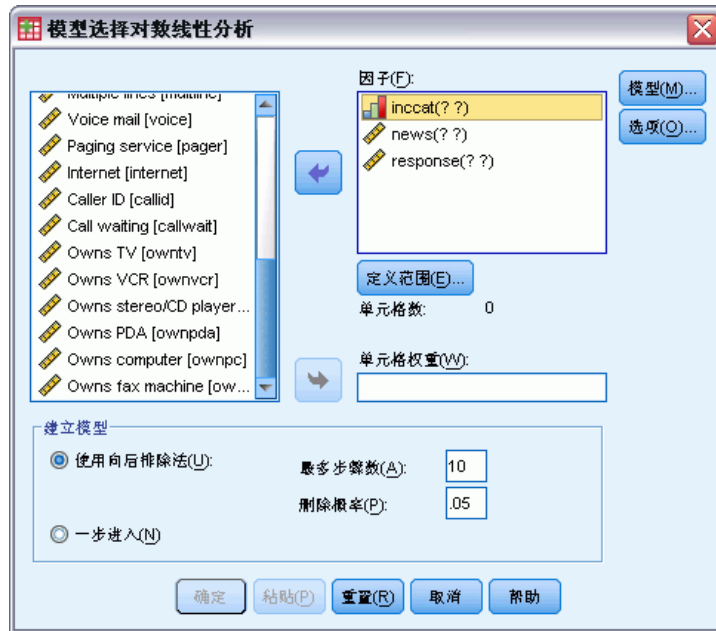 模型选择对数线性分析
Multiple lines [multline]
Voice mail [voice]
Paging service [pager]
Internet [internet]
Caller ID [callid]
Call waiting [callwait]
Owns TV [owntv]
Owns VCR [ownvcr]
Owns stereo/CD player...
Owns PDA [ownpda]
Owns computer [ownpc]
Owns fax machine [ow...
因子(F):
inccat(? ?)
news(? ?)
response(? ?)
模型(M)...
选项(O)...
定义范围(E)...
单元格数: 0
单元格权重(W):
建立模型
使用向后排除法(U):
最多步骤数(A): 10
删除概率(P): .05
一步进入(N)
确定 粘贴(P) 重置(R) 取消 帮助